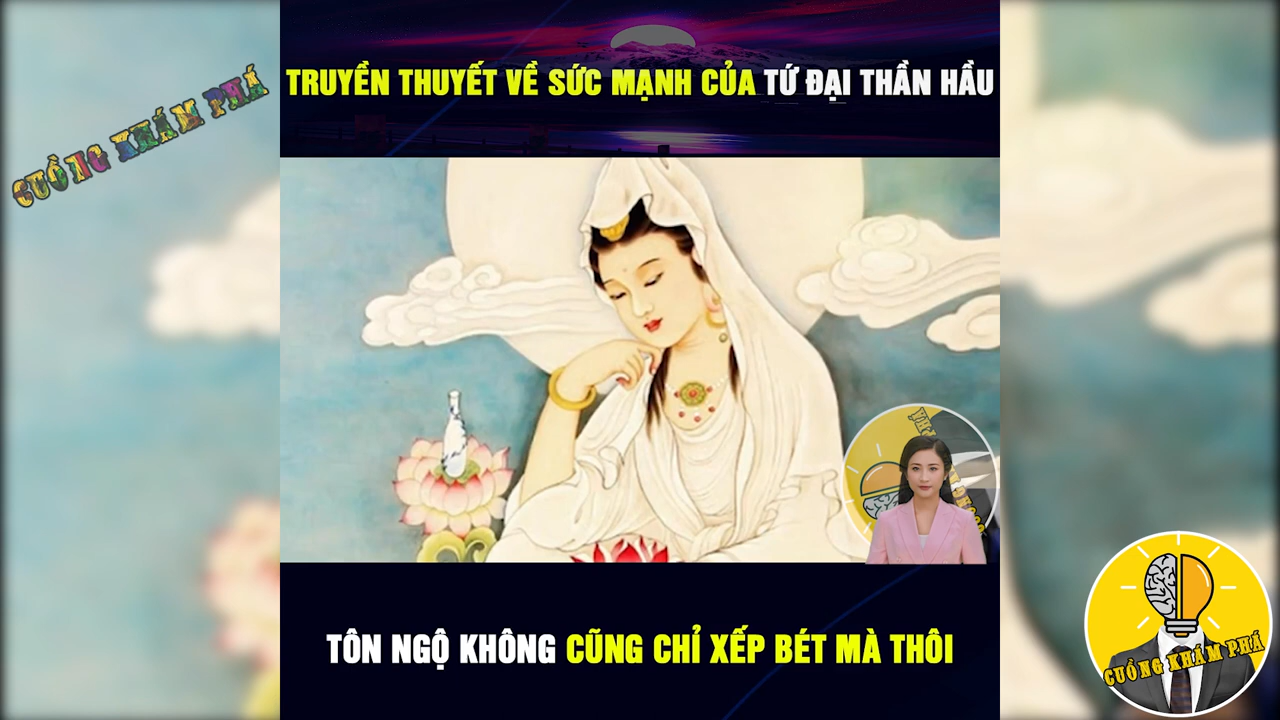 TRUYỀN THUYẾT VỀ SỨC MẠNH CỦA TỨ ĐẠI THẦN HẦU
CUỒNG KHÁM PHÁ
TÔN NGỘ KHÔNG CŨNG CHỈ XẾP BÉT MÀ THÔI
CUỒNG KHÁM PHÁ